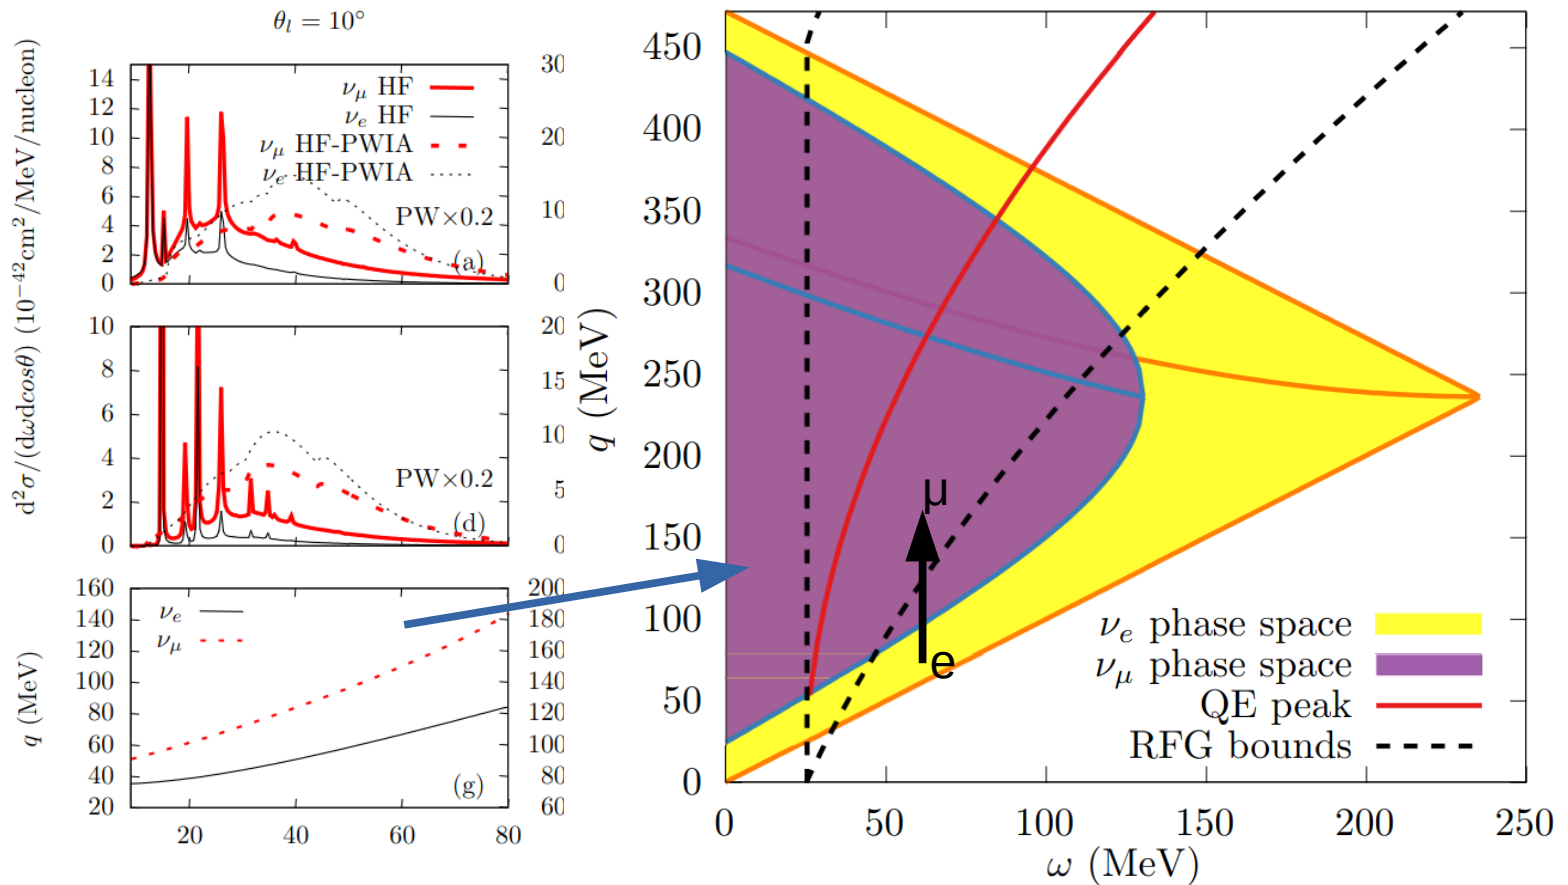 θ_l = 10°
d²σ/(dωdcosθ) (10⁻⁴²cm²/MeV/nucleon)
14
12
10
8
6
4
2
0
30
20
10
0
ν_μ HF
ν_e HF
ν_μ HF-PWIA
ν_e HF-PWIA
PW×0.2
(a)
10
8
6
4
2
0
20
15
10
5
0
PW×0.2
(d)
q (MeV)
160
140
120
100
80
60
40
20
200
180
160
140
120
100
80
60
ν_e
ν_μ
(g)
20
40
60
80
q (MeV)
450
400
350
300
250
200
150
100
50
0
μ
e
ν_e phase space
ν_μ phase space
QE peak
RFG bounds
0
50
100
150
200
250
ω (MeV)